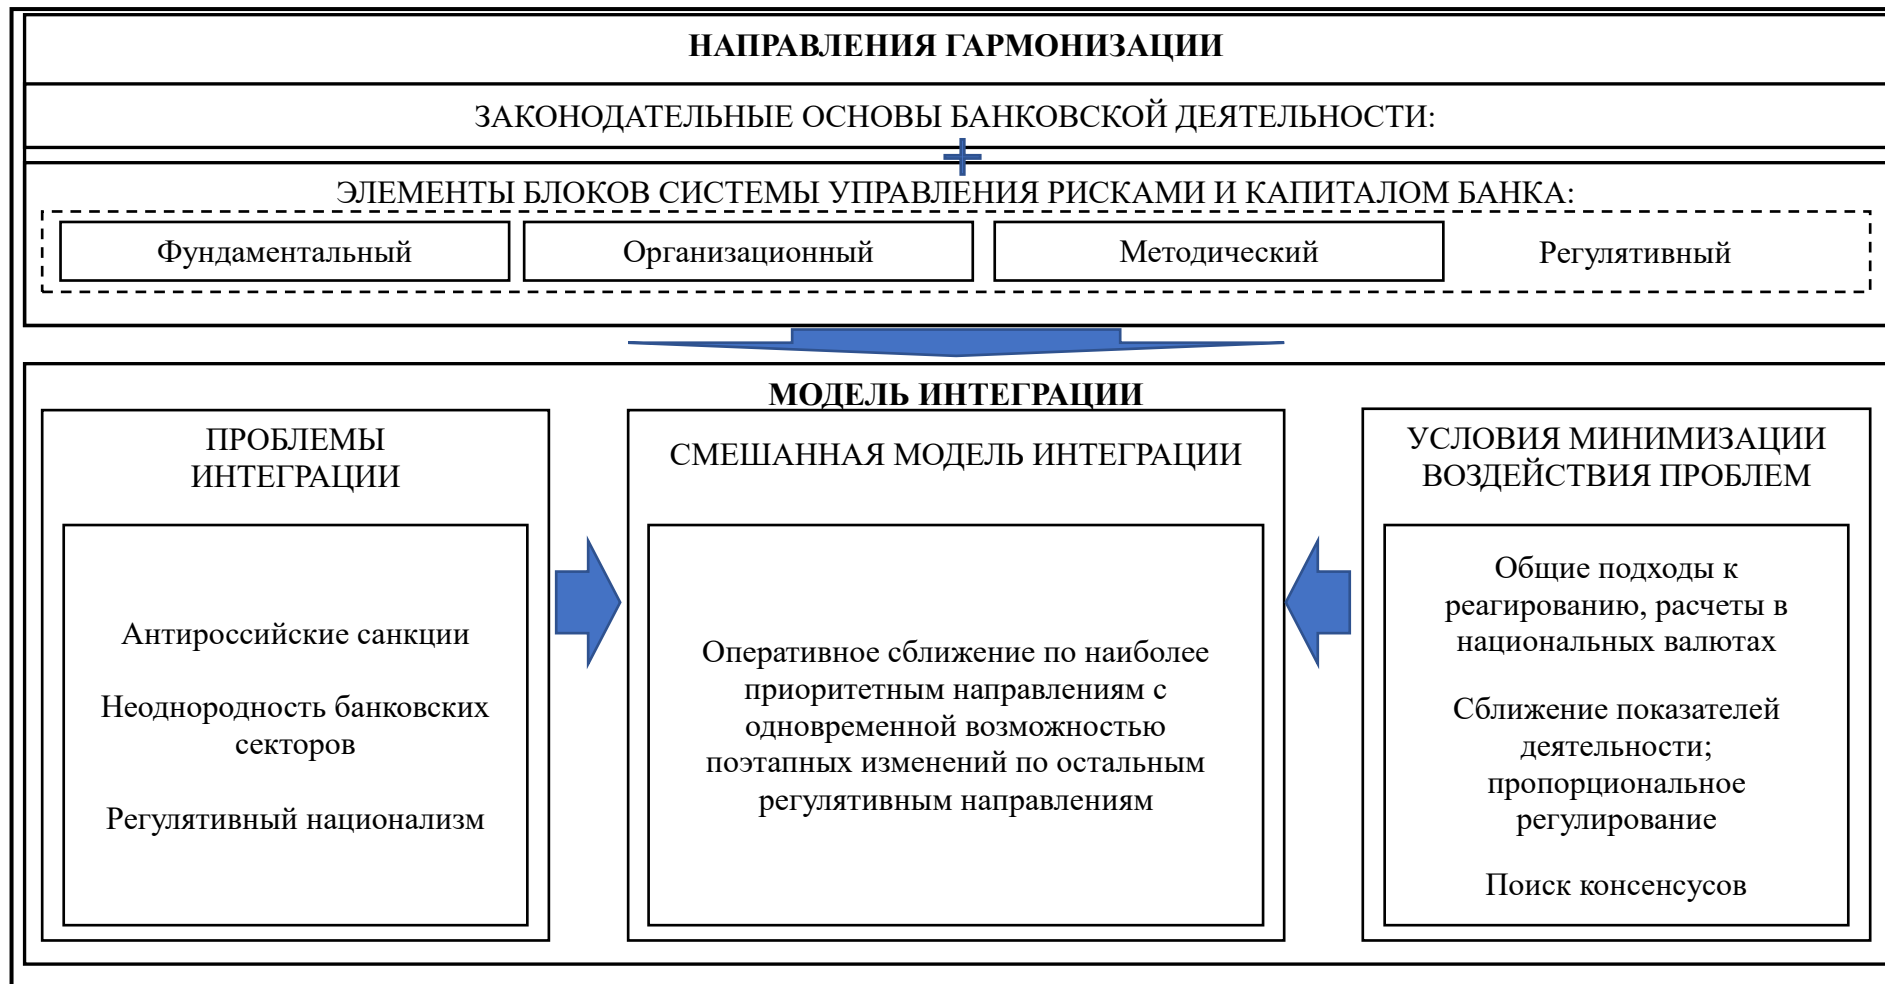 НАПРАВЛЕНИЯ ГАРМОНИЗАЦИИ
ЗАКОНОДАТЕЛЬНЫЕ ОСНОВЫ БАНКОВСКОЙ ДЕЯТЕЛЬНОСТИ:
ЭЛЕМЕНТЫ БЛОКОВ СИСТЕМЫ УПРАВЛЕНИЯ РИСКАМИ И КАПИТАЛОМ БАНКА:
Фундаментальный
Организационный
Методический
Регулятивный
МОДЕЛЬ ИНТЕГРАЦИИ
ПРОБЛЕМЫ
ИНТЕГРАЦИИ
Антироссийские санкции
Неоднородность банковских
секторов
Регулятивный национализм
СМЕШАННАЯ МОДЕЛЬ ИНТЕГРАЦИИ
Оперативное сближение по наиболее
приоритетным направлениям с
одновременной возможностью
поэтапных изменений по остальным
регулятивным направлениям
УСЛОВИЯ МИНИМИЗАЦИИ
ВОЗДЕЙСТВИЯ ПРОБЛЕМ
Общие подходы к
реагированию, расчеты в
национальных валютах
Сближение показателей
деятельности;
пропорциональное
регулирование
Поиск консенсусов